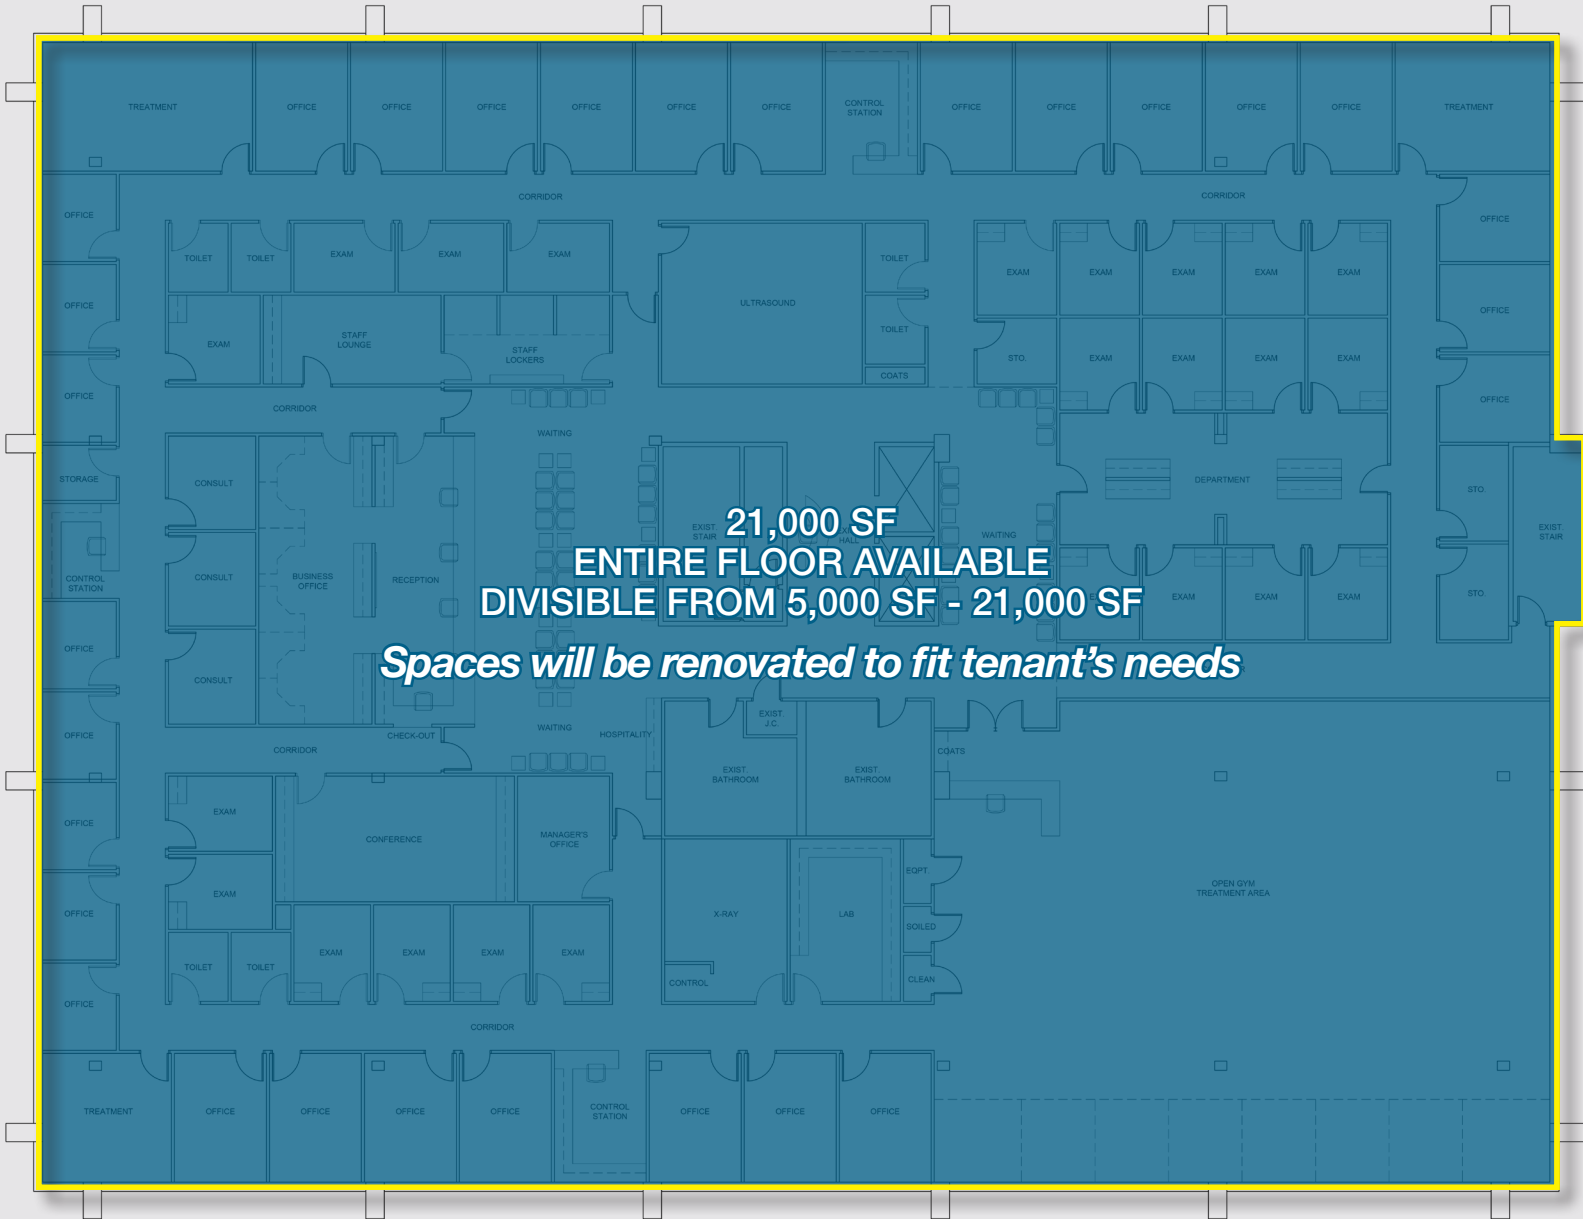 TREATMENT
OFFICE
OFFICE
OFFICE
OFFICE
OFFICE
OFFICE
CONTROL
STATION
OFFICE
OFFICE
OFFICE
OFFICE
OFFICE
TREATMENT
CORRIDOR
CORRIDOR
OFFICE
OFFICE
TOILET
TOILET
EXAM
EXAM
EXAM
TOILET
EXAM
EXAM
EXAM
EXAM
EXAM
OFFICE
ULTRASOUND
OFFICE
EXAM
STAFF
LOUNGE
STAFF
LOCKERS
TOILET
STO.
EXAM
EXAM
EXAM
EXAM
COATS
OFFICE
OFFICE
CORRIDOR
WAITING
STORAGE
CONSULT
DEPARTMENT
STO.
EXIST.
STAIR
HALL
WAITING
EXIST.
STAIR
21,000 SF
ENTIRE FLOOR AVAILABLE
DIVISIBLE FROM 5,000 SF - 21,000 SF
Spaces will be renovated to fit tenant's needs
CONTROL
STATION
CONSULT
BUSINESS
OFFICE
RECEPTION
EXAM
EXAM
EXAM
STO.
OFFICE
CONSULT
OFFICE
CORRIDOR
CHECK-OUT
WAITING
HOSPITALITY
EXIST.
J.C.
COATS
EXIST.
BATHROOM
EXIST.
BATHROOM
OFFICE
EXAM
CONFERENCE
MANAGER'S
OFFICE
EXAM
EQPT.
OPEN GYM
TREATMENT AREA
OFFICE
X-RAY
LAB
SOILED
TOILET
TOILET
EXAM
EXAM
EXAM
EXAM
CONTROL
CLEAN
OFFICE
CORRIDOR
TREATMENT
OFFICE
OFFICE
OFFICE
OFFICE
CONTROL
STATION
OFFICE
OFFICE
OFFICE